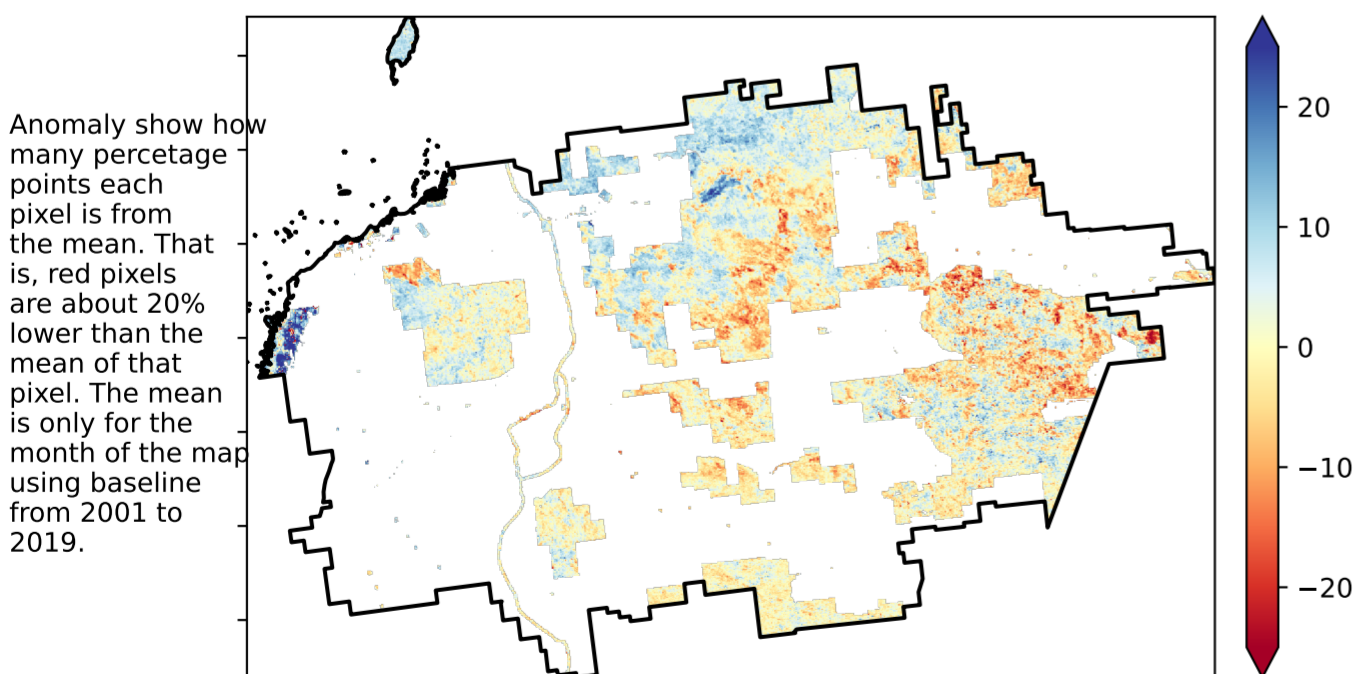 Anomaly show how
many percetage
points each
pixel is from
the mean. That
is, red pixels
are about 20%
lower than the
mean of that
pixel. The mean
is only for the
month of the map
using baseline
from 2001 to
2019.
20
10
0
−10
−20